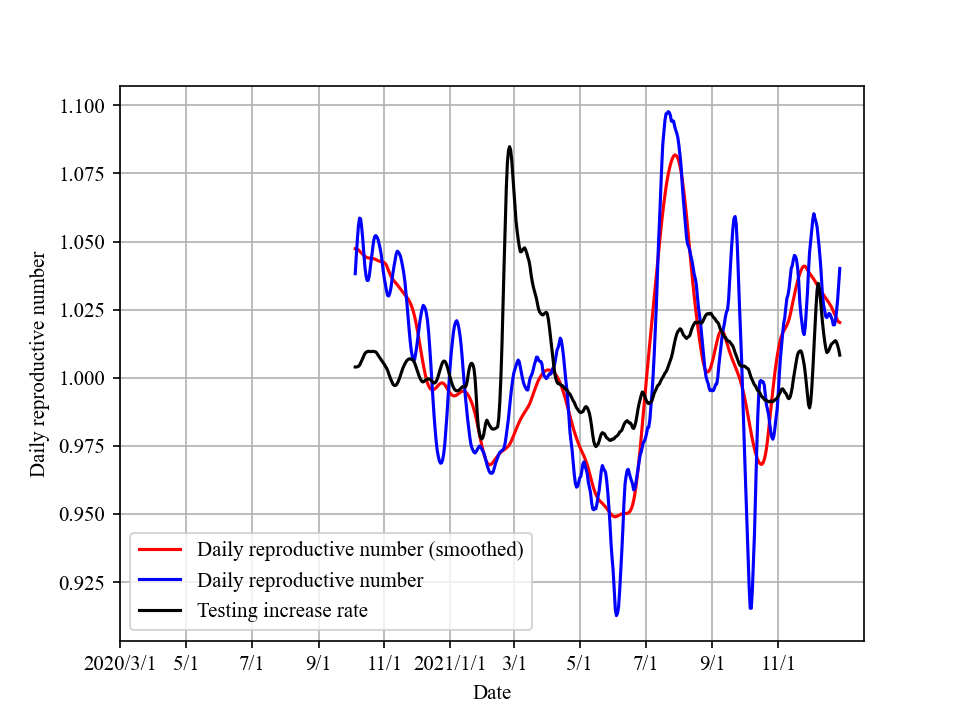 1.100
1.075
1.050
1.025
1.000
0.975
0.950
0.925
Daily reproductive number
Daily reproductive number (smoothed)
Daily reproductive number
Testing increase rate
2020/3/1 5/1 7/1 9/1 11/1 2021/1/1 3/1 5/1 7/1 9/1 11/1
Date